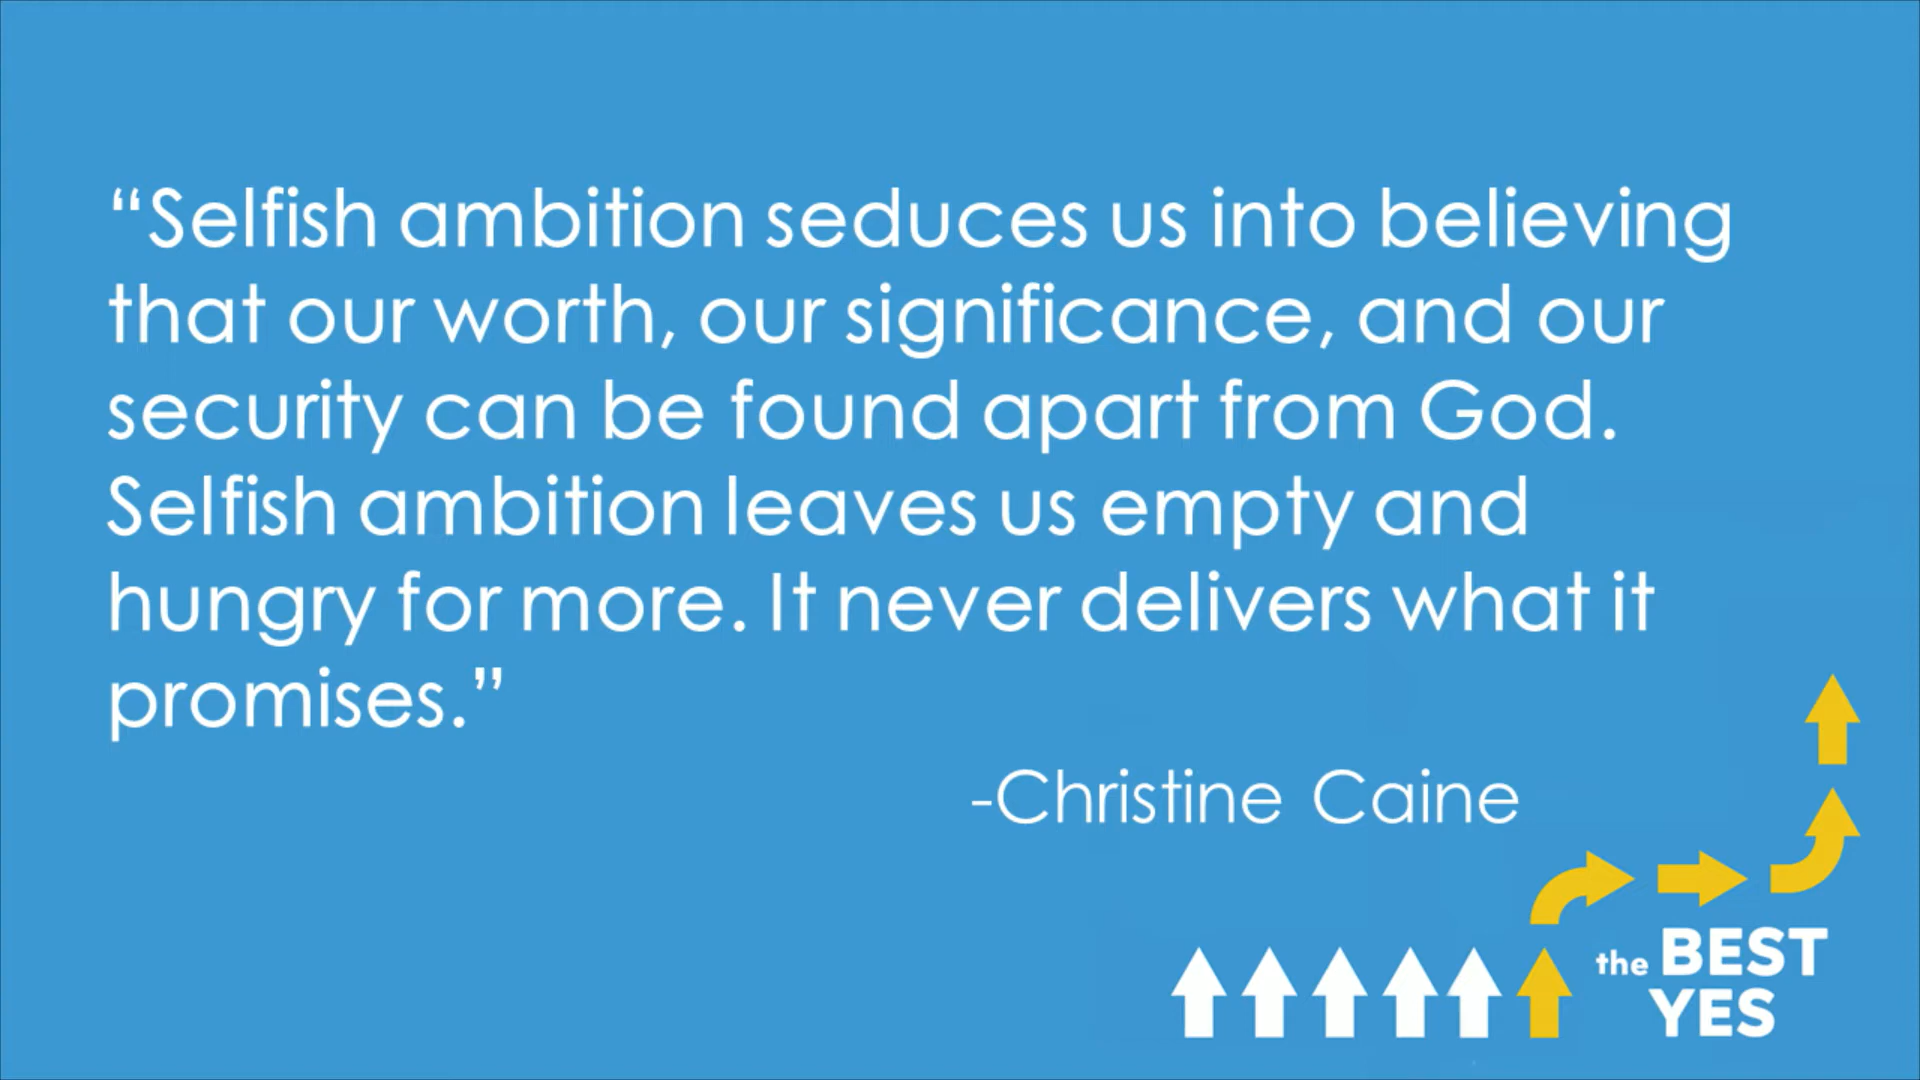 “Selfish ambition seduces us into believing
that our worth, our significance, and our
security can be found apart from God.
Selfish ambition leaves us empty and
hungry for more. It never delivers what it
promises.”
-Christine Caine
the BEST
YES